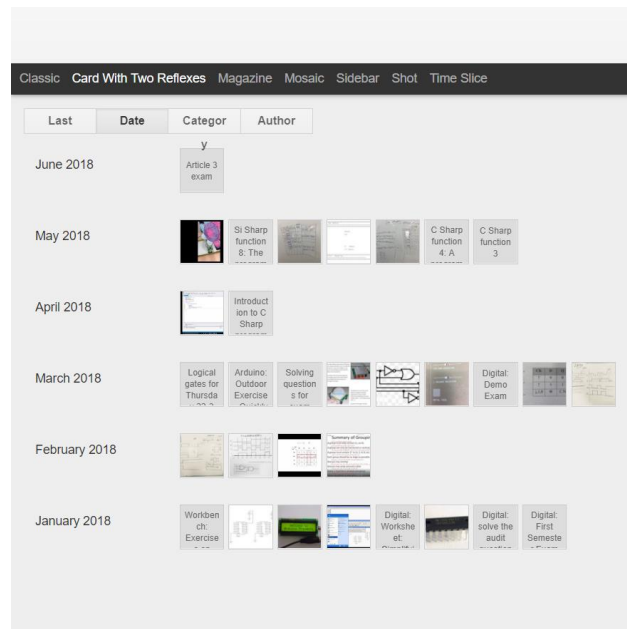 Classic Card With Two Reflexes Magazine Mosaic Sidebar Shot Time Slice
Last Date Categor Author
y
June 2018
Article 3
exam
May 2018
Si Sharp
function
8: The
C Sharp
function
4: A
C Sharp
function
3
April 2018
Introduct
ion to C
Sharp
March 2018
Logical
gates for
Thursda
Arduino:
Outdoor
Exercise
Solving
question
s for
Digital:
Demo
Exam
February 2018
Summary of Groupin
January 2018
Workben
ch:
Exercise
Digital:
Workshe
et:
Digital:
solve the
audit
Digital:
First
Semeste